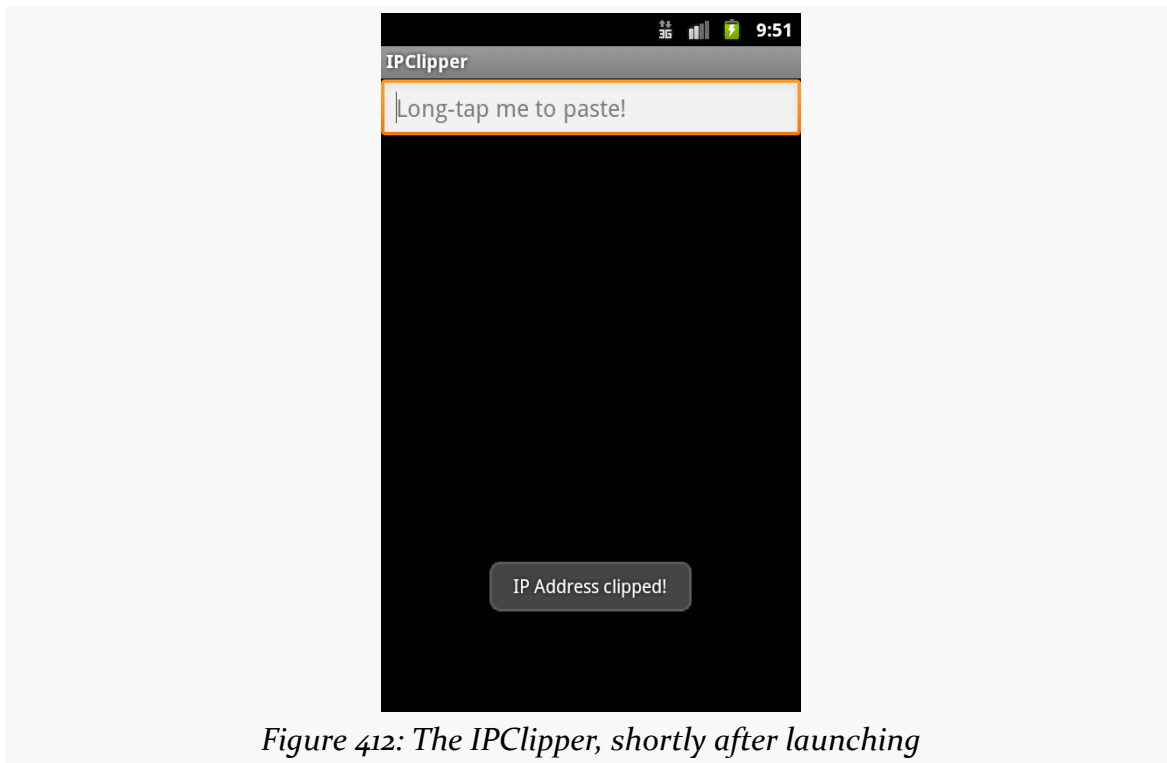 3G 9:51
IPClipper
Long-tap me to paste!
IP Address clipped!
Figure 412: The IPClipper, shortly after launching